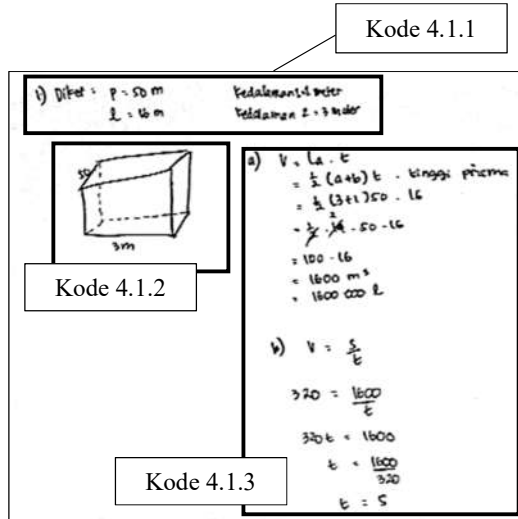 Kode 4.1.1
1) Diket : p = 50 m
l = 16 m
Kedalaman 1 = 1 meter
Kedalaman 2 = 3 meter
50
3m
Kode 4.1.2
a) V = La . t
= 1/2 (a+b) t . tinggi prisma
= 1/2 (3+1) 50 . 16
. 50 . 16
= 100 . 16
= 1600 m³
= 1600 000 l
b) V = s/t
320 = 1600/t
320t = 1600
t = 1600/320
t = 5
Kode 4.1.3